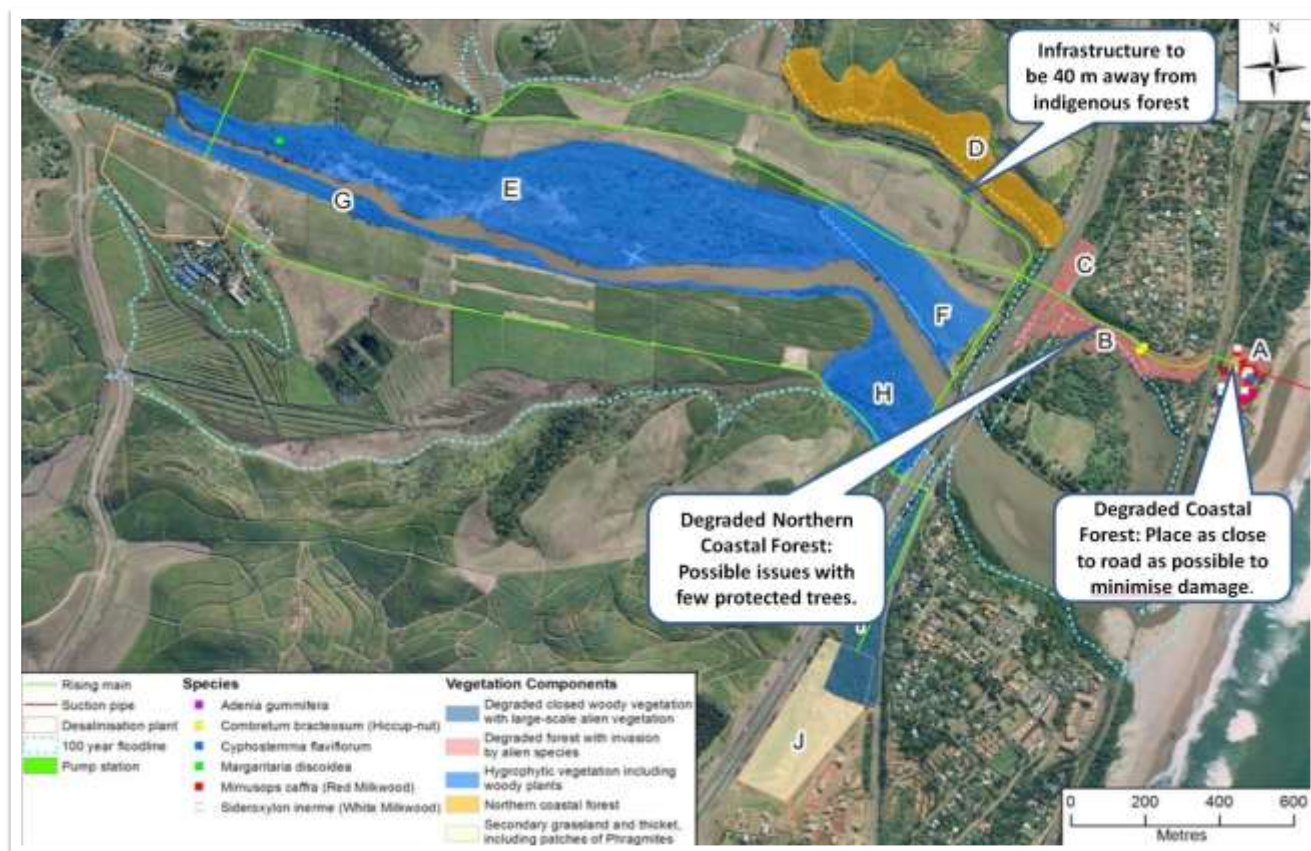 N
Infrastructure to
be 40 m away from
indigenous forest
D
E
G
C
F
B
A
H
Degraded Northern
Coastal Forest:
Possible issues with
few protected trees.
Degraded Coastal
Forest: Place as close
to road as possible to
minimise damage.
J
Rising main
Suction pipe
Desalinisation plant
100 year floodline
Pump station
Species
Adenia gummifera
Combretum bracteosum (Hiccup-nut)
Cyphostemma flaviflorum
Margaritaria discoidea
Mimusops caffra (Red Milkwood)
Sideroxylon inerme (White Milkwood)
Vegetation Components
Degraded closed woody vegetation
with large-scale alien vegetation
Degraded forest with invasion
by alien species
Hygrophytic vegetation including
woody plants
Northern coastal forest
Secondary grassland and thicket,
including patches of Phragmites
0 200 400 600
Metres